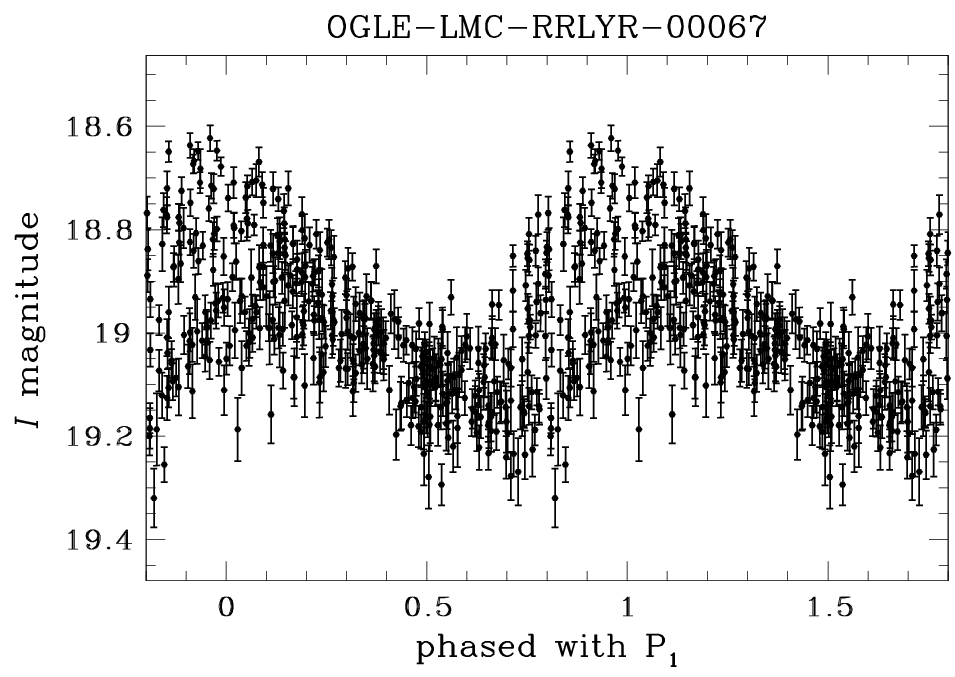 OGLE-LMC-RRLYR-00067
18.6
18.8
19
19.2
19.4
I magnitude
0 0.5 1 1.5
phased with P1